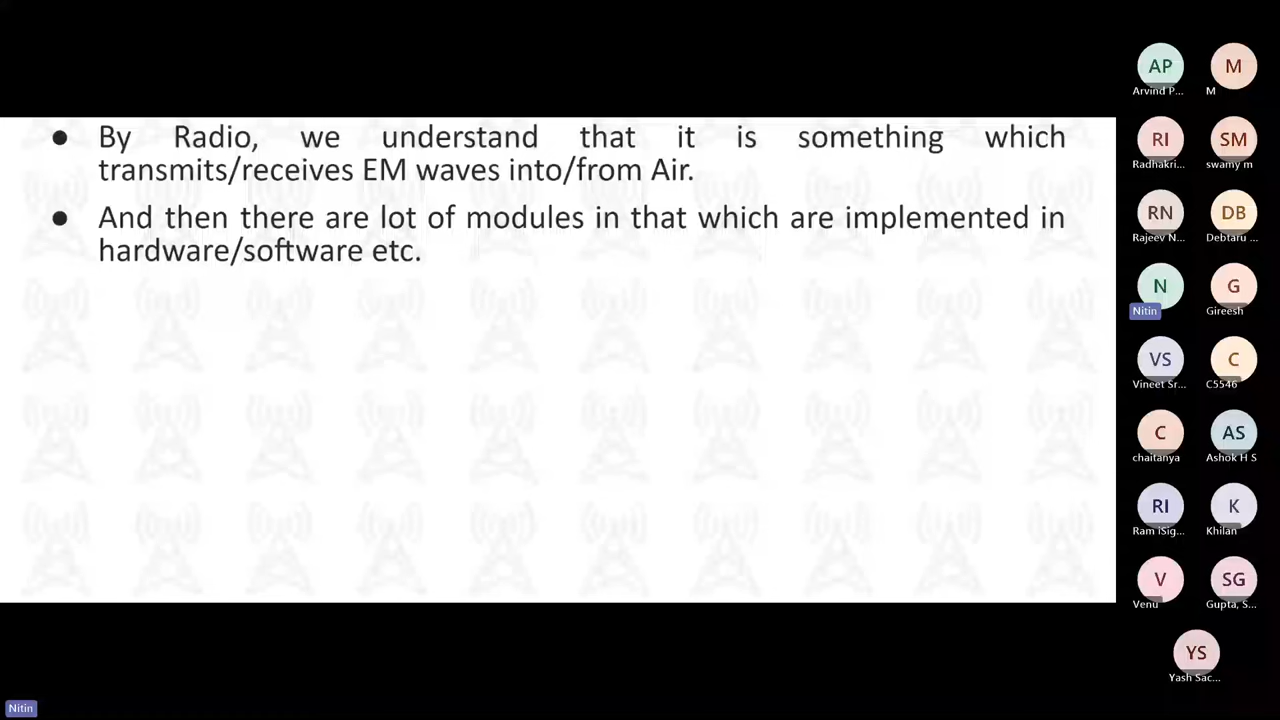 ● By Radio, we understand that it is something which
transmits/receives EM waves into/from Air.
● And then there are lot of modules in that which are implemented in
hardware/software etc.
AP M
Arvind P... M
RI SM
Radhakri... swamy m
RN DB
Rajeev N... Debtaru ...
N G
Nitin Gireesh
VS C
Vineet Sr... C5546
C AS
chaitanya Ashok H S
RI K
Ram iSig... Khilan
V SG
Venu Gupta, S...
YS
Yash Sac...
Nitin